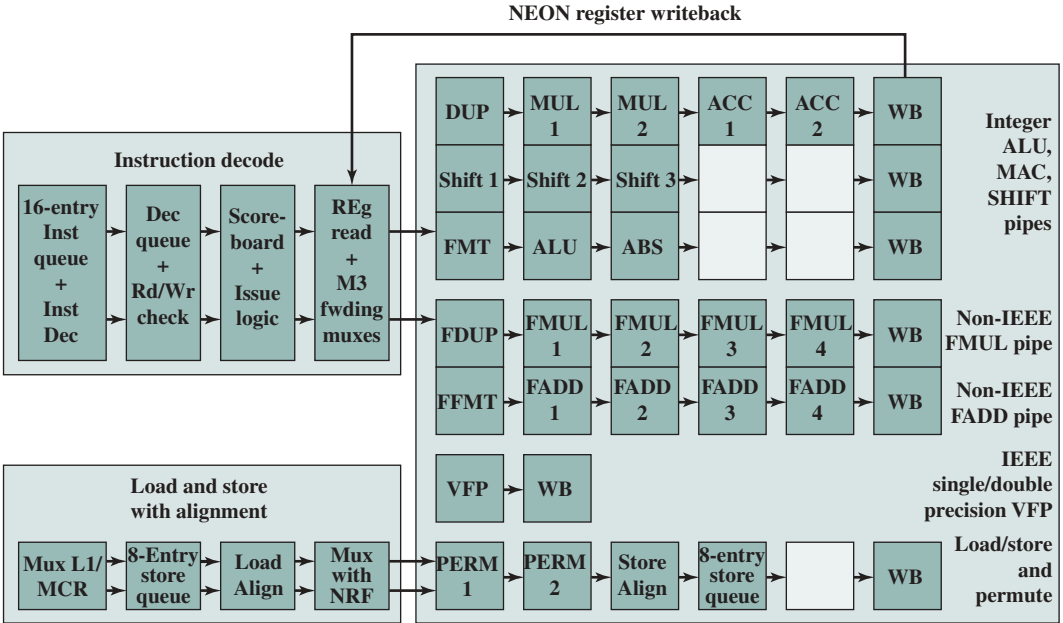 NEON register writeback
Instruction decode
16-entry
Inst
queue
+
Inst
Dec
Dec
queue
+
Rd/Wr
check
Score-
board
+
Issue
logic
REg
read
+
M3
fwding
muxes
DUP
MUL
1
MUL
2
ACC
1
ACC
2
WB
Shift 1
Shift 2
Shift 3
WB
FMT
ALU
ABS
WB
Integer
ALU,
MAC,
SHIFT
pipes
FDUP
FMUL
1
FMUL
2
FMUL
3
FMUL
4
WB
Non-IEEE
FMUL pipe
FFMT
FADD
1
FADD
2
FADD
3
FADD
4
WB
Non-IEEE
FADD pipe
VFP
WB
IEEE
single/double
precision VFP
Load and store
with alignment
Mux L1/
MCR
8-Entry
store
queue
Load
Align
Mux
with
NRF
PERM
1
PERM
2
Store
Align
8-entry
store
queue
WB
Load/store
and
permute